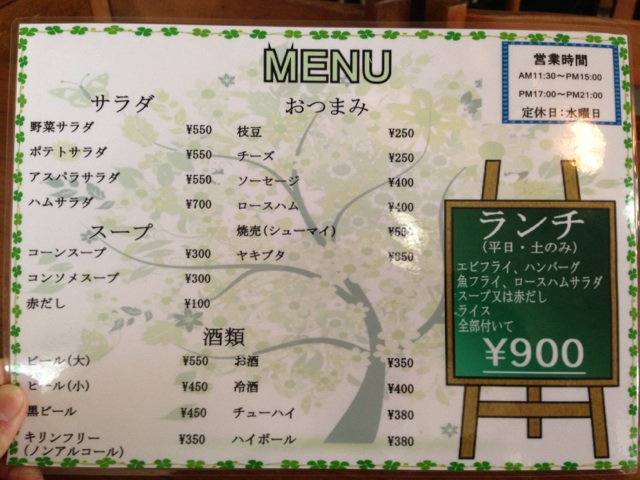 MENU
営業時間
AM11:30～PM15:00
PM17:00～PM21:00
定休日:水曜日
サラダ
野菜サラダ ¥550
ポテトサラダ ¥550
アスパラサラダ ¥550
ハムサラダ ¥700
スープ
コーンスープ ¥300
コンソメスープ ¥300
赤だし ¥100
おつまみ
枝豆 ¥250
チーズ ¥250
ソーセージ ¥400
ロースハム ¥400
焼売(シューマイ)
ヤキブタ
酒類
ビール(大) ¥550
ビール(小) ¥450
黒ビール ¥450
キリンフリー ¥350
(ノンアルコール)
お酒 ¥350
冷酒 ¥400
チューハイ ¥380
ハイボール ¥380
ランチ
(平日・土のみ)
エビフライ、ハンバーグ
魚フライ、ロースハムサラダ
スープ又は赤だし
ライス
全部付いて
¥900